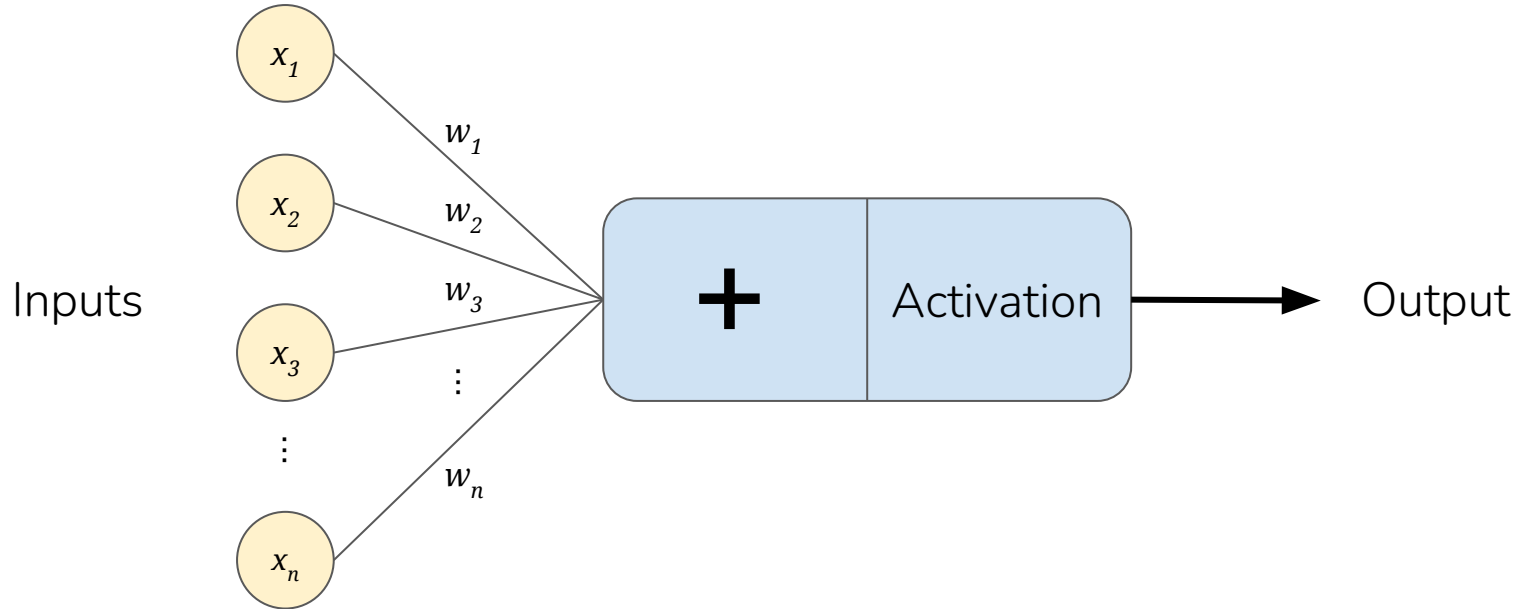 x₁
w₁
x₂
w₂
Inputs
w₃
+
Activation
Output
x₃
⋮
⋮
wₙ
xₙ